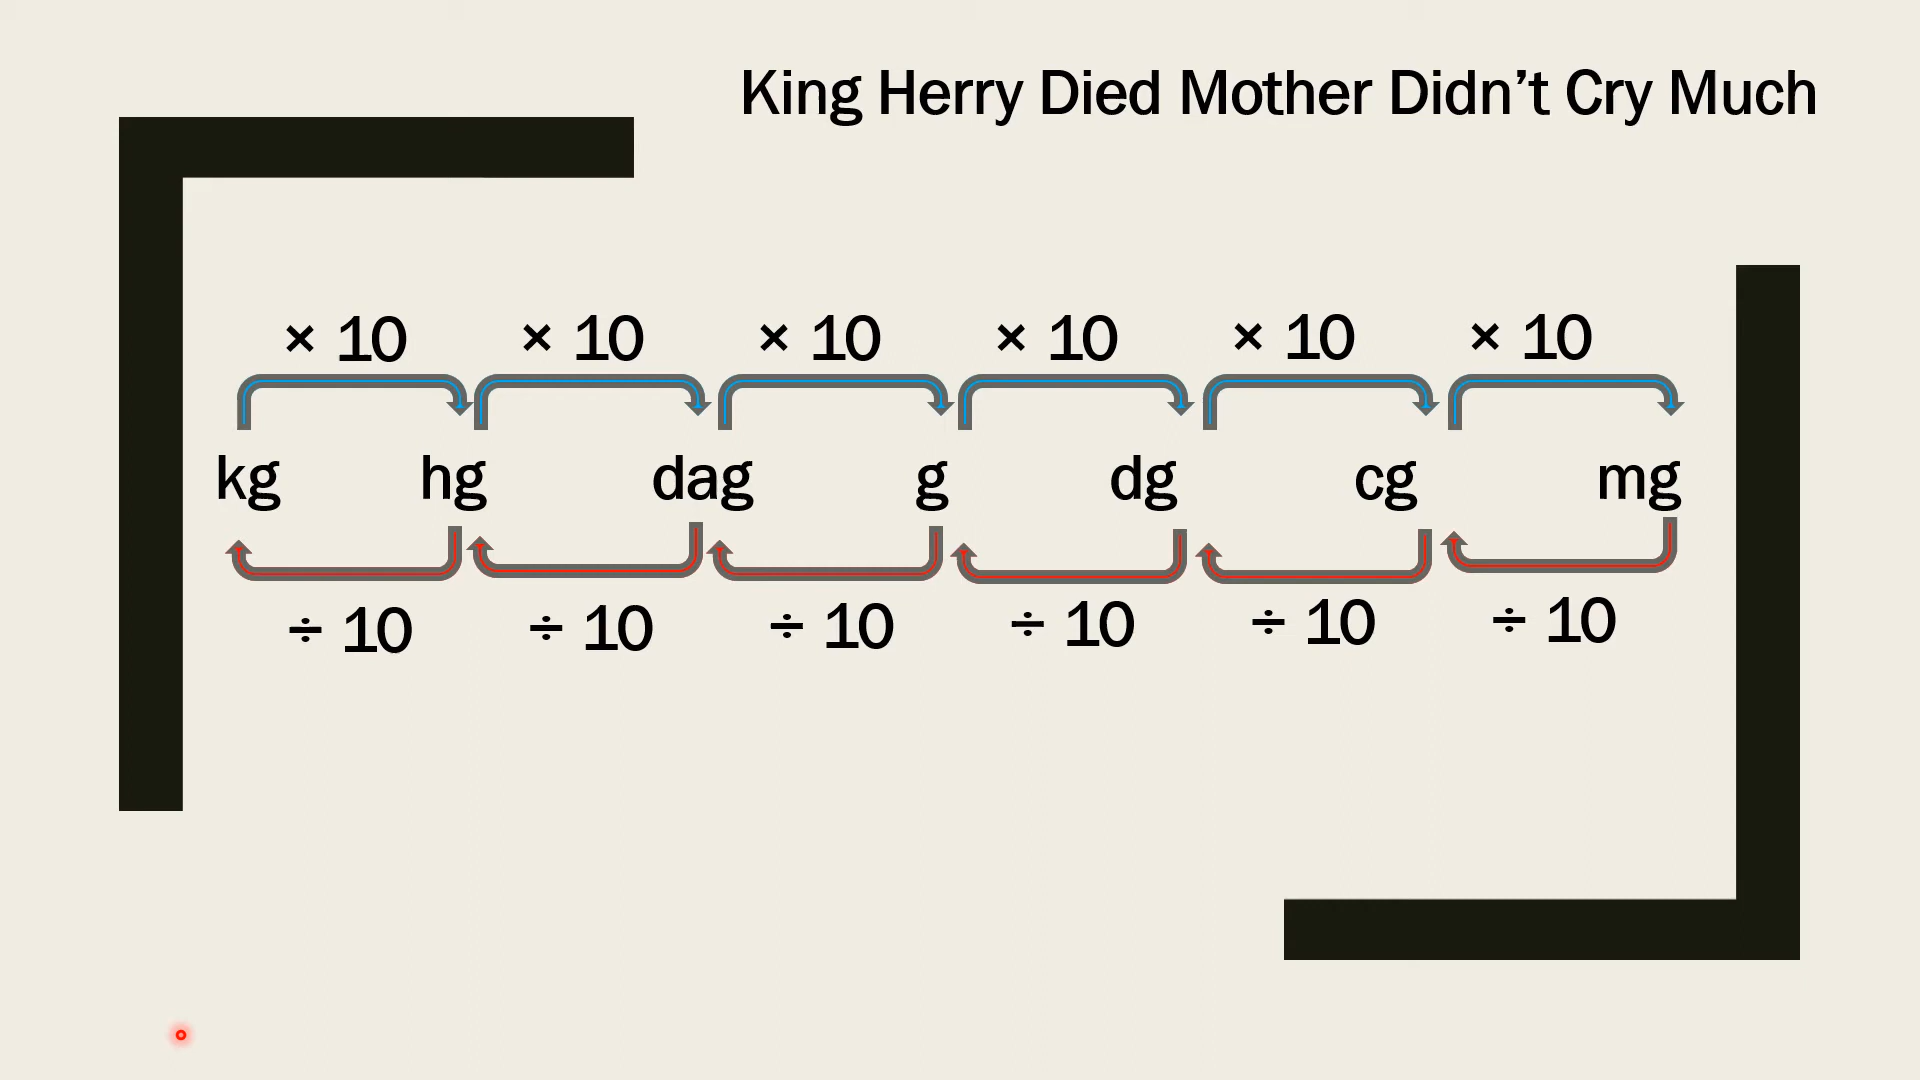 King Herry Died Mother Didn’t Cry Much
× 10 × 10 × 10 × 10 × 10 × 10
kg hg dag g dg cg mg
÷ 10 ÷ 10 ÷ 10 ÷ 10 ÷ 10 ÷ 10